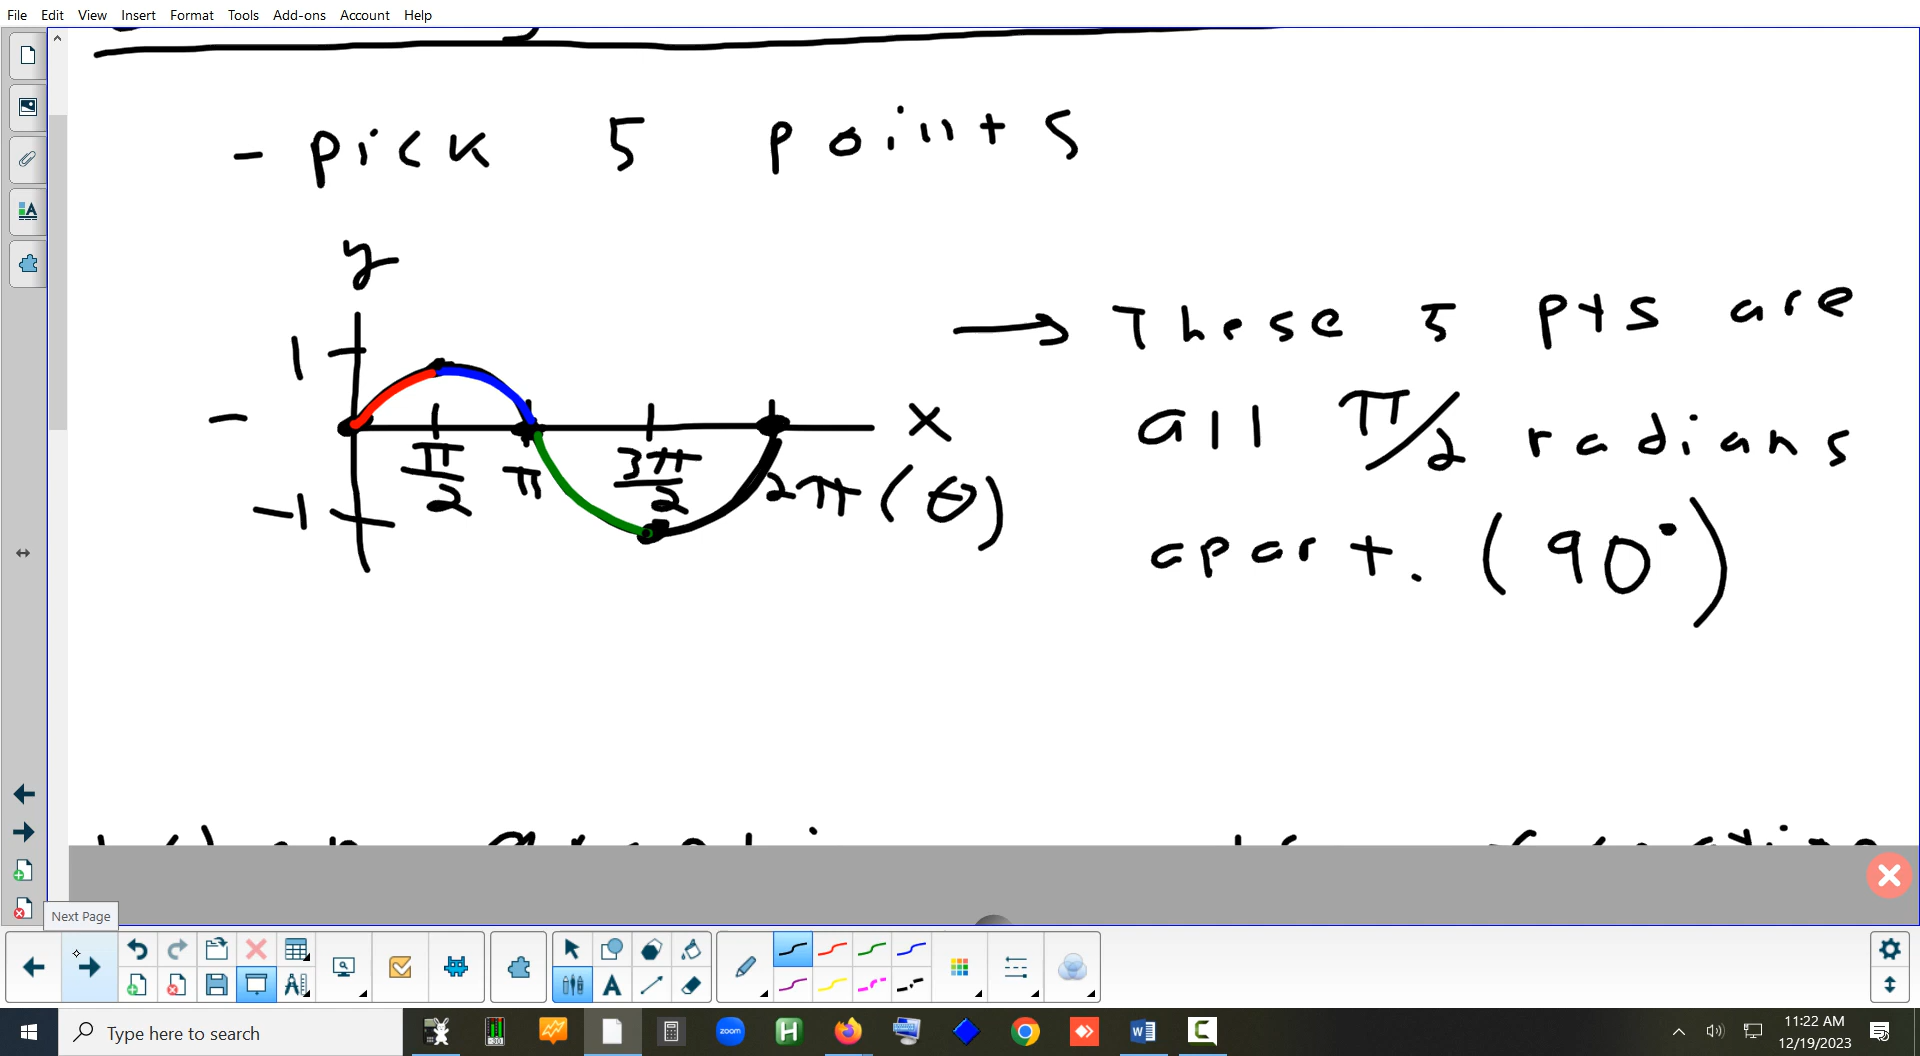 File Edit View Insert Format Tools Add-ons Account Help
- pick 5 points
y
→ These 5 pts are
1
- x
all π/2 radians
π/2 π 3π/2 2π (θ)
-1
apart. (90°)
Next Page
Type here to search
zoom
H
11:22 AM
12/19/2023